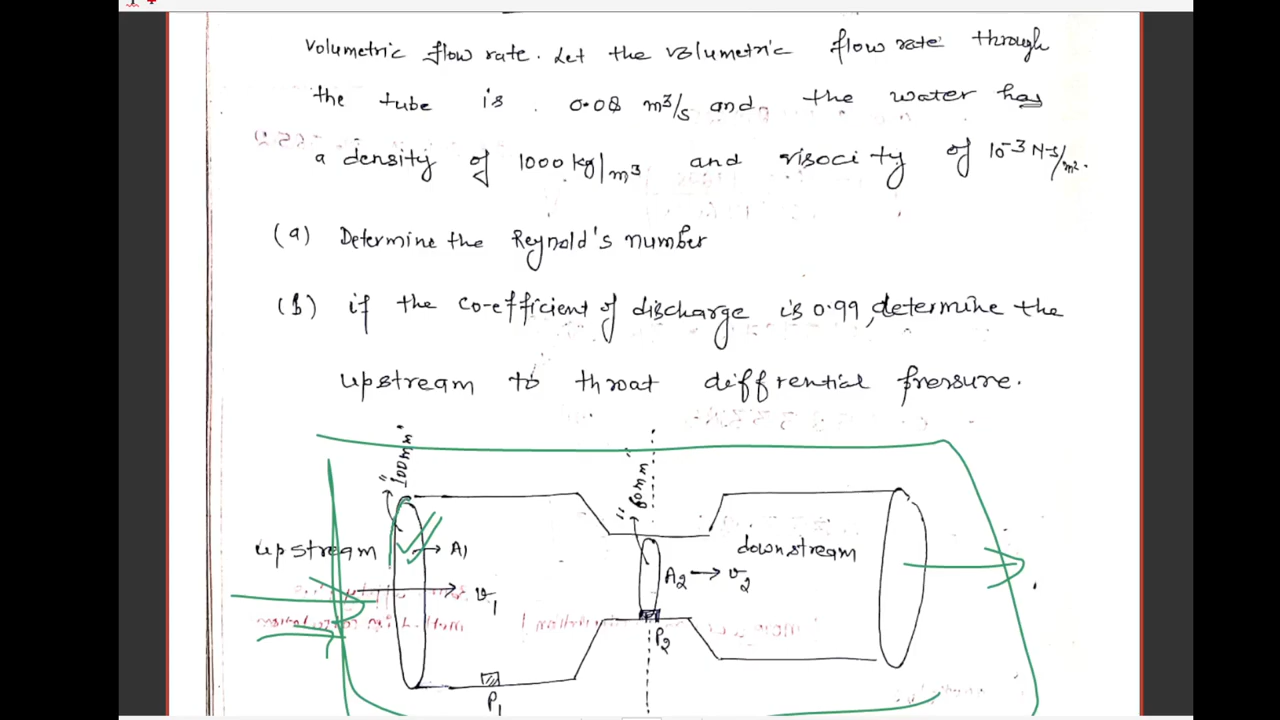 volumetric flow rate. Let the volumetric flow rate through
the tube is 0.08 m³/s and the water has
a density of 1000 kg/m³ and visocity of 10⁻³ N-s/m².
(a) Determine the Reynold's number
(b) if the co-efficient of discharge is 0.99, determine the
upstream to throat diffrential pressure.
"100mm"
"60mm"
upstream
A1
v1
A2
v2
downstream
P2
P1